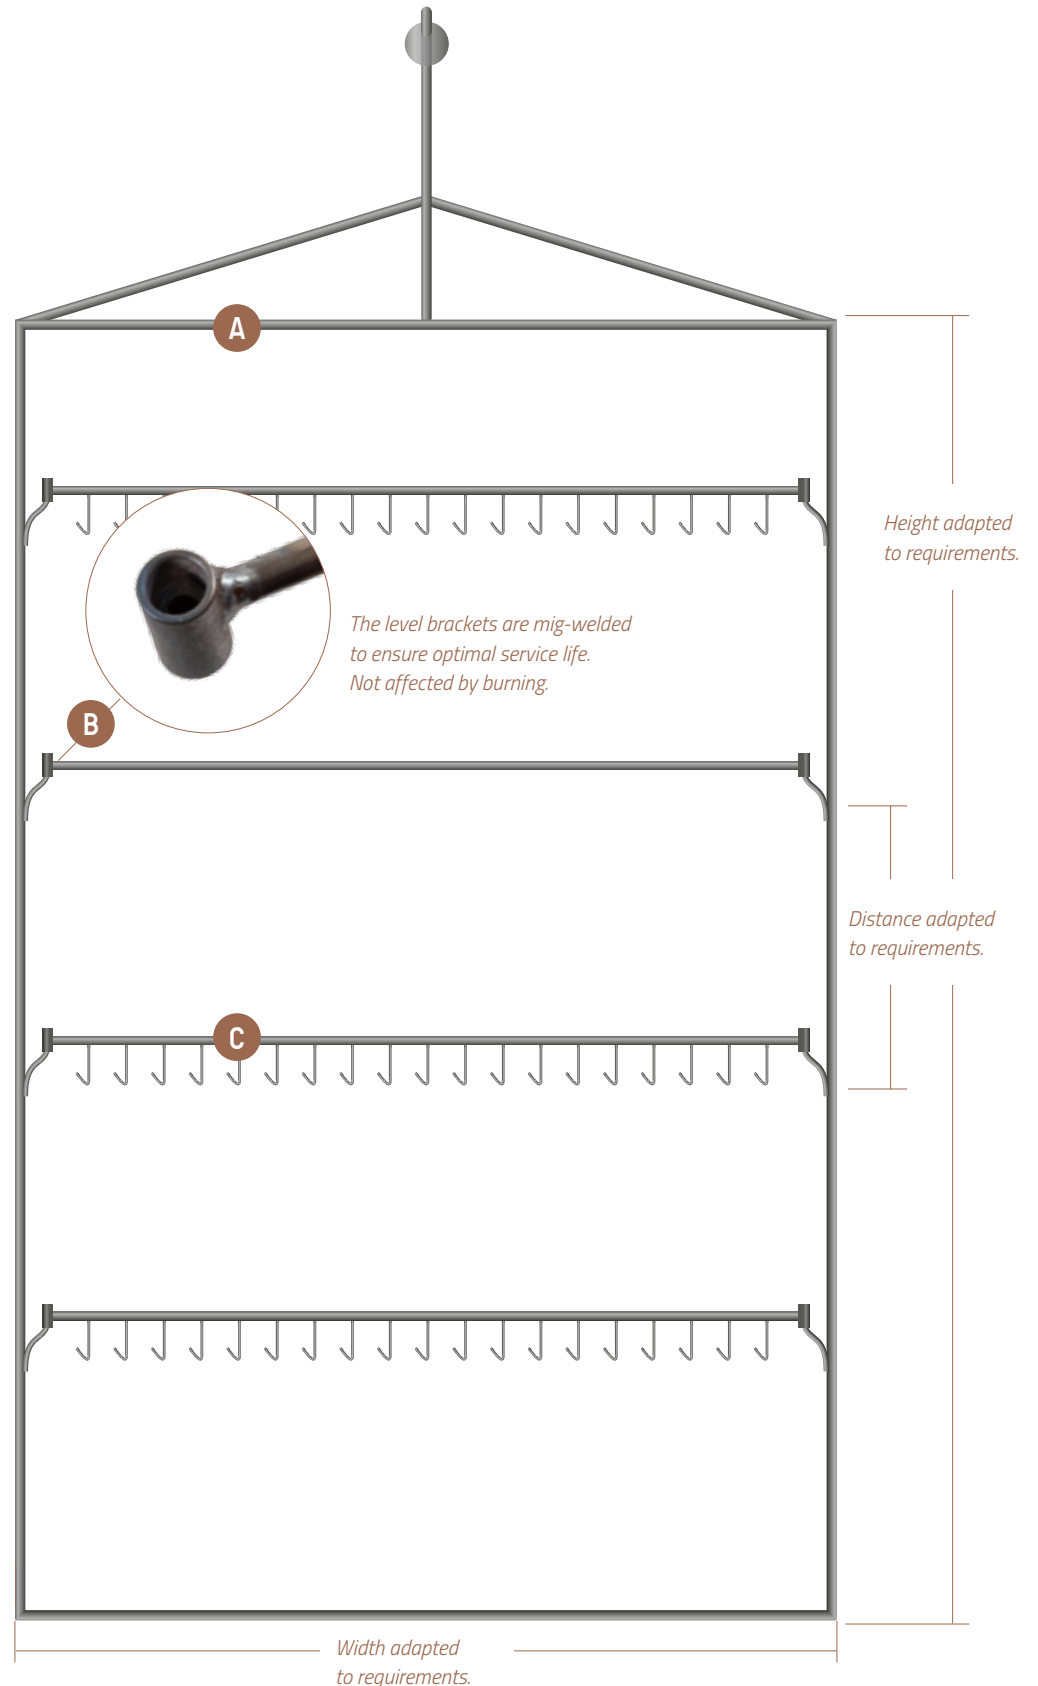 A
Height adapted
to requirements.
The level brackets are mig-welded
to ensure optimal service life.
Not affected by burning.
B
Distance adapted
to requirements.
C
Width adapted
to requirements.